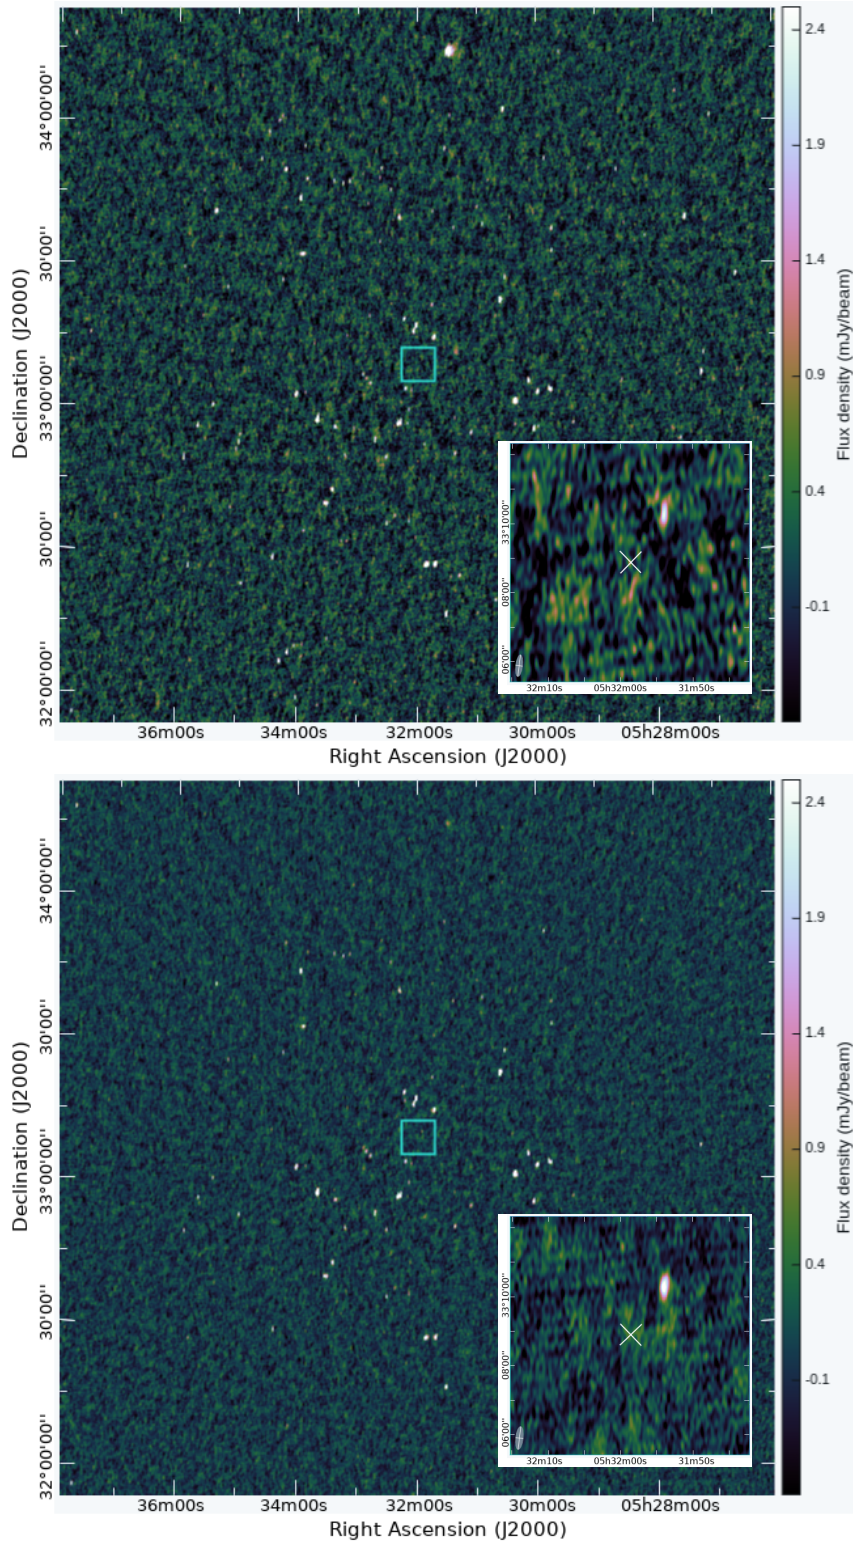 2.4
1.9
1.4
0.9
0.4
-0.1
Flux density (mJy/beam)
34°00'00"
30'00"
33°00'00"
30'00"
32°00'00"
Declination (J2000)
33°10'00"
08'00"
06'00"
32m10s
05h32m00s
31m50s
36m00s
34m00s
32m00s
30m00s
05h28m00s
Right Ascension (J2000)
2.4
1.9
1.4
0.9
0.4
-0.1
Flux density (mJy/beam)
34°00'00"
30'00"
33°00'00"
30'00"
32°00'00"
Declination (J2000)
33°10'00"
08'00"
06'00"
32m10s
05h32m00s
31m50s
36m00s
34m00s
32m00s
30m00s
05h28m00s
Right Ascension (J2000)